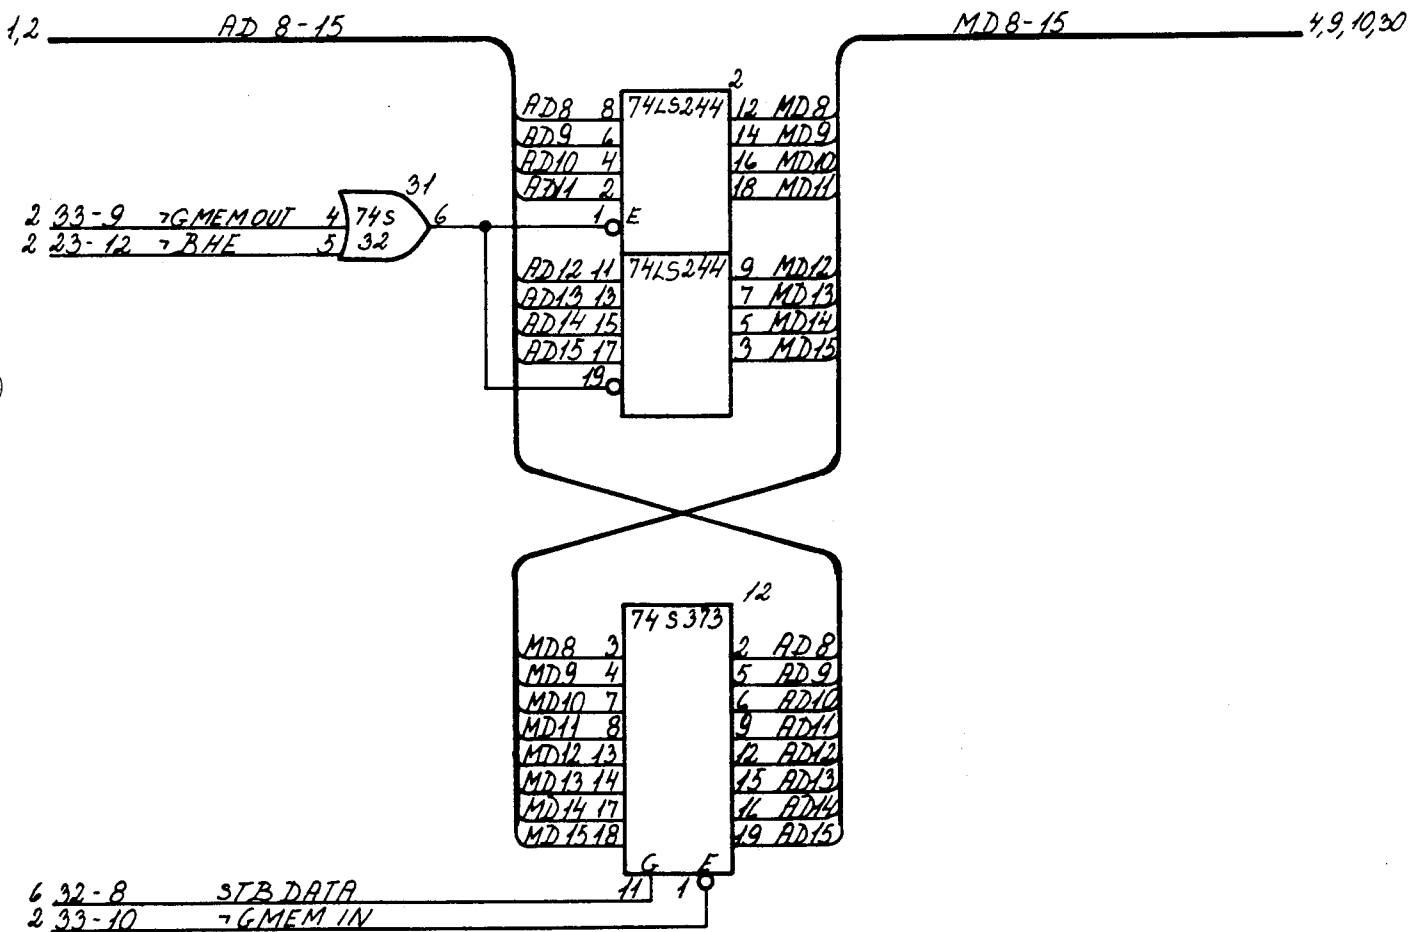 1,2 AD 8-15 MD 8-15 4,9,10,30
2
AD8 8 74LS244 12 MD8
AD9 6 14 MD9
AD10 4 16 MD10
31 AD11 2 18 MD11
2 33-9 ¬GMEMOUT 4 74S 6 1 E
2 23-12 ¬BHE 5 32
AD12 11 74LS244 9 MD12
AD13 13 7 MD13
AD14 15 5 MD14
AD15 17 3 MD15
19
12
74S373
MD8 3 2 AD8
MD9 4 5 AD9
MD10 7 6 AD10
MD11 8 9 AD11
MD12 13 12 AD12
MD13 14 15 AD13
MD14 17 16 AD14
MD15 18 19 AD15
G E
6 32-8 STB DATA 11 1
2 33-10 ¬GMEM IN